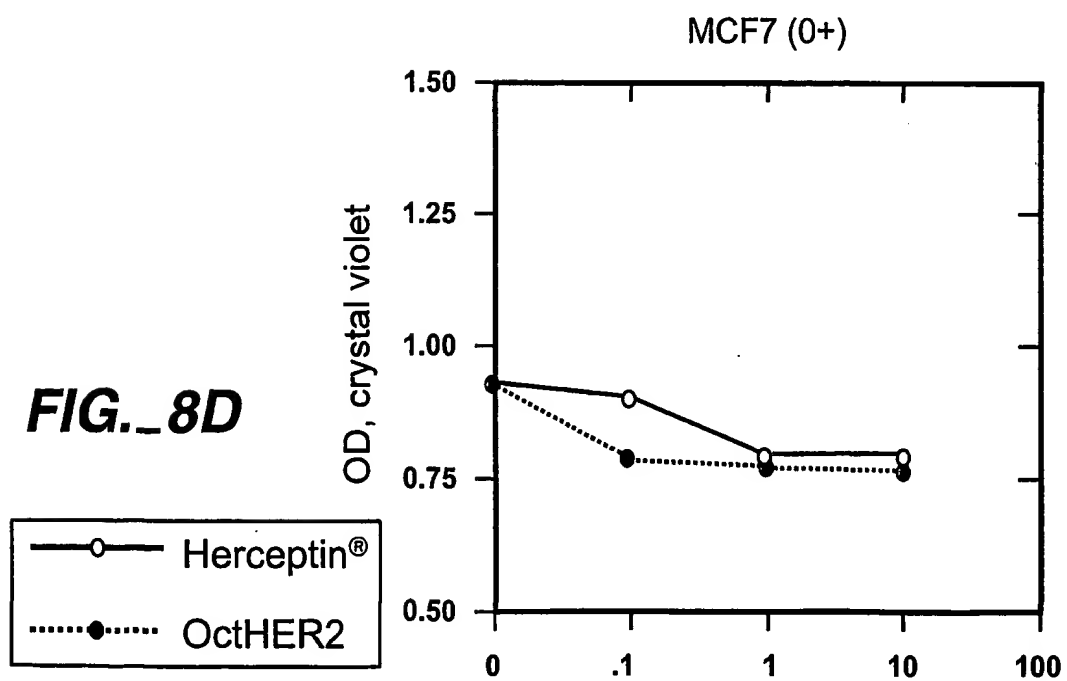 MCF7 (0+)
1.50
1.25
1.00
0.75
0.50
OD, crystal violet
0 .1 1 10 100
FIG._8D
Herceptin®
OctHER2